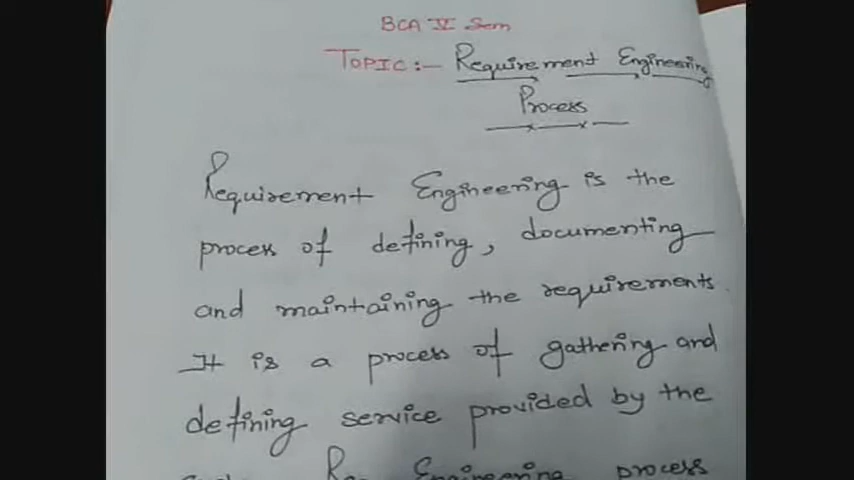 BCA V Sem
TOPIC:- Requirement Engineering
Process
Requirement Engineering is the
process of defining, documenting
and maintaining the requirements.
It is a process of gathering and
defining service provided by the
Engineering process